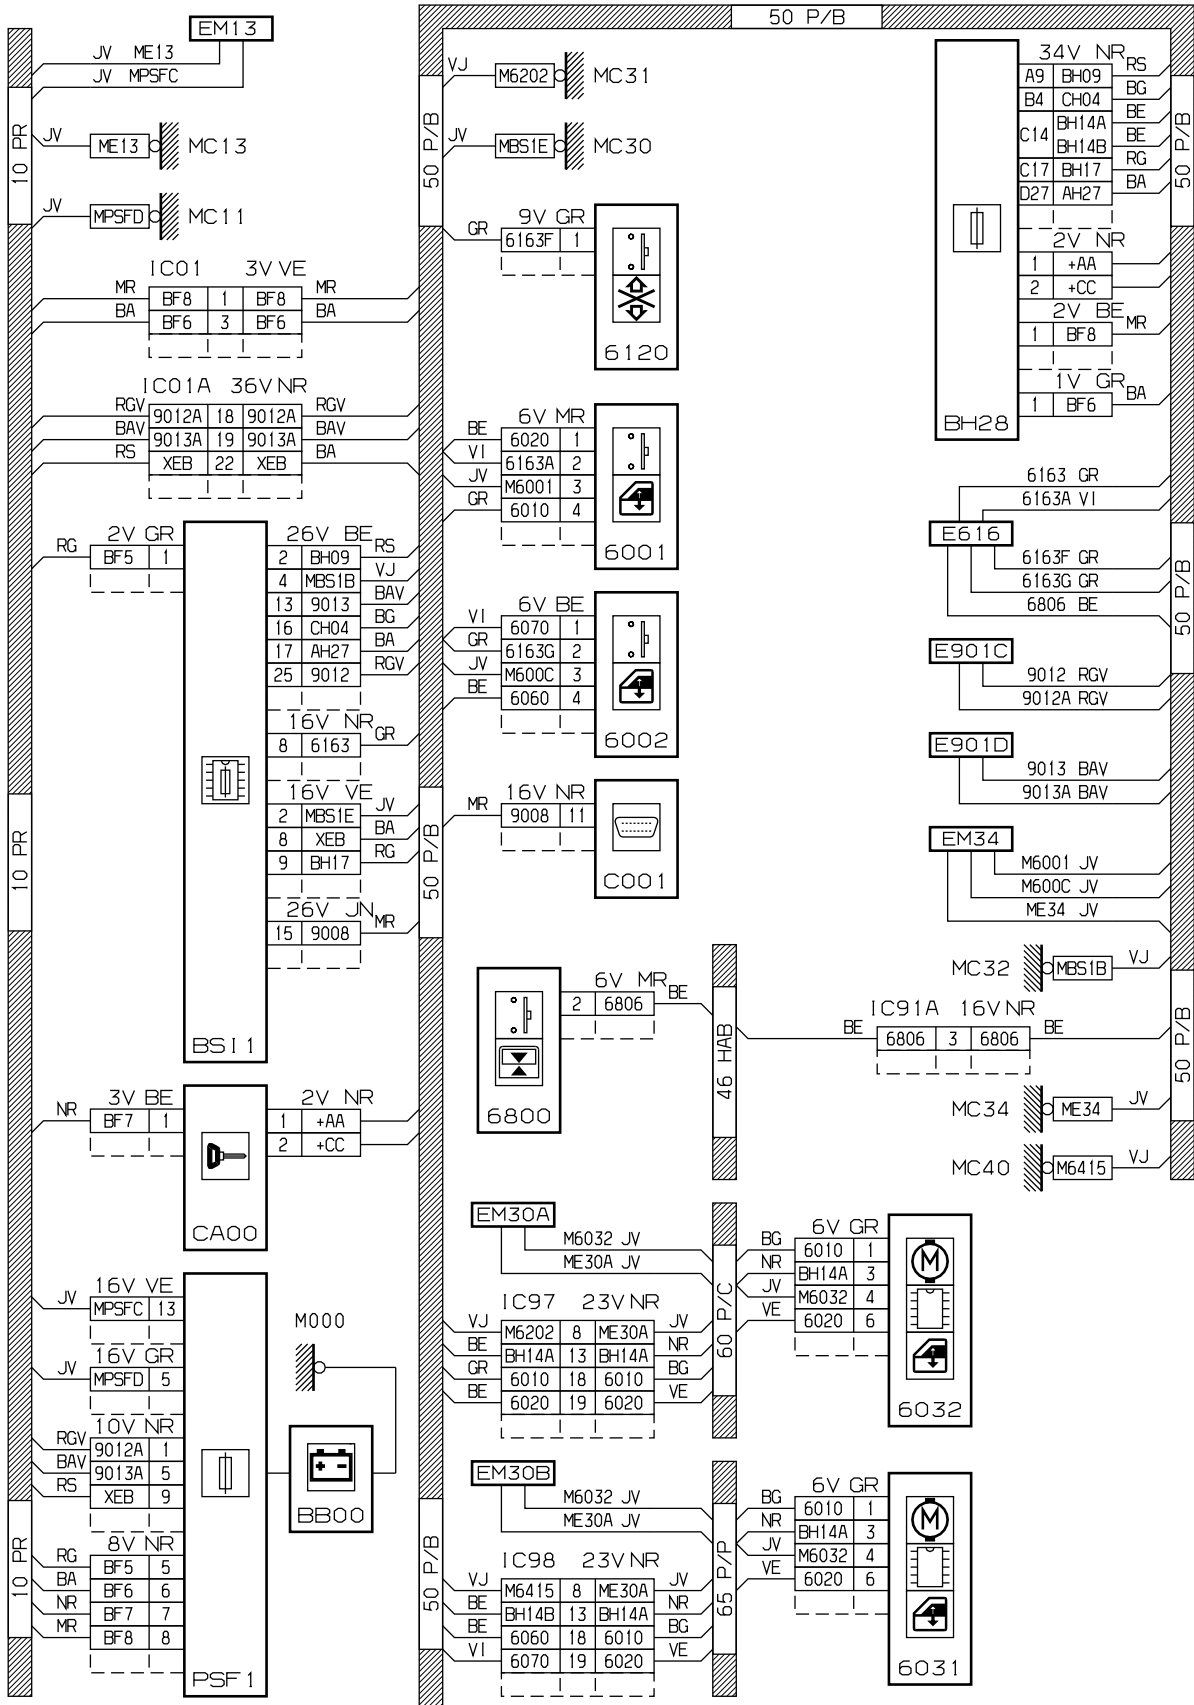 50 P/B
EM13
JV ME13
JV MPSFC
10 PR
JV ME13 MC13
JV MPSFD MC11
IC01 3V VE
MR BF8 1 BF8 MR
BA BF6 3 BF6 BA
IC01A 36V NR
RGV 9012A 18 9012A RGV
BAV 9013A 19 9013A BAV
RS XEB 22 XEB BA
2V GR
RG BF5 1
26V BE
2 BH09 RS
4 MBS1B VJ
13 9013 BAV
16 CH04 BG
17 AH27 BA
25 9012 RGV
16V NR
8 6163 GR
16V VE
2 MBS1E JV
8 XEB BA
9 BH17 RG
26V JN
15 9008 MR
BSI1
10 PR
3V BE
NR BF7 1
2V NR
1 +AA
2 +CC
CA00
16V VE
JV MPSFC 13
16V GR
JV MPSFD 5
10V NR
RGV 9012A 1
BAV 9013A 5
RS XEB 9
8V NR
RG BF5 5
BA BF6 6
NR BF7 7
MR BF8 8
PSF1
10 PR
M000
+ -
BB00
50 P/B
VJ M6202 MC31
JV MBS1E MC30
9V GR
GR 6163F 1
6120
6V MR
BE 6020 1
VI 6163A 2
JV M6001 3
GR 6010 4
6001
6V BE
VI 6070 1
GR 6163G 2
JV M600C 3
BE 6060 4
6002
50 P/B
16V NR
MR 9008 11
C001
6V MR
2 6806 BE
6800
46 HAB
IC91A 16V NR
BE 6806 3 6806 BE
34V NR
A9 BH09 RS
B4 CH04 BG
C14 BH14A BE
BH14B BE
C17 BH17 RG
D27 AH27 BA
2V NR
1 +AA
2 +CC
2V BE
1 BF8 MR
1V GR
1 BF6 BA
BH28
50 P/B
6163 GR
6163A VI
E616
6163F GR
6163G GR
6806 BE
50 P/B
E901C
9012 RGV
9012A RGV
E901D
9013 BAV
9013A BAV
EM34
M6001 JV
M600C JV
ME34 JV
MC32 MBS1B VJ
50 P/B
MC34 ME34 JV
MC40 M6415 VJ
EM30A
M6032 JV
ME30A JV
IC97 23V NR
VJ M6202 8 ME30A JV
BE BH14A 13 BH14A NR
GR 6010 18 6010 BG
BE 6020 19 6020 VE
60 P/C
6V GR
BG 6010 1
NR BH14A 3
JV M6032 4
VE 6020 6
M
6032
50 P/B
EM30B
M6032 JV
ME30A JV
IC98 23V NR
VJ M6415 8 ME30A JV
BE BH14B 13 BH14A NR
BE 6060 18 6010 BG
VI 6070 19 6020 VE
65 P/P
6V GR
BG 6010 1
NR BH14A 3
JV M6032 4
VE 6020 6
M
6031